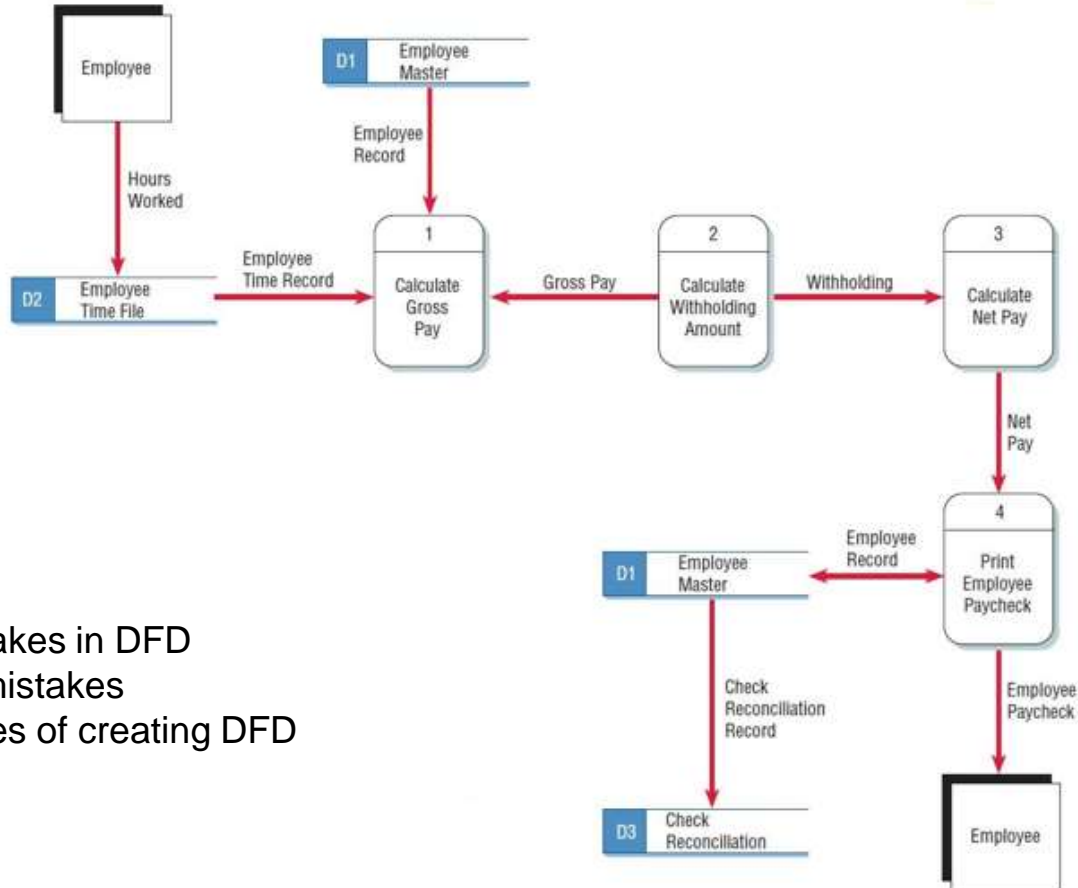 Employee
D1
Employee
Master
Employee
Record
Hours
Worked
D2
Employee
Time File
Employee
Time Record
1
Calculate
Gross
Pay
Gross Pay
2
Calculate
Withholding
Amount
Withholding
3
Calculate
Net Pay
Net
Pay
4
Print
Employee
Paycheck
Employee
Record
D1
Employee
Master
Check
Reconciliation
Record
Employee
Paycheck
D3
Check
Reconciliation
Employee
akes in DFD
nistakes
es of creating DFD